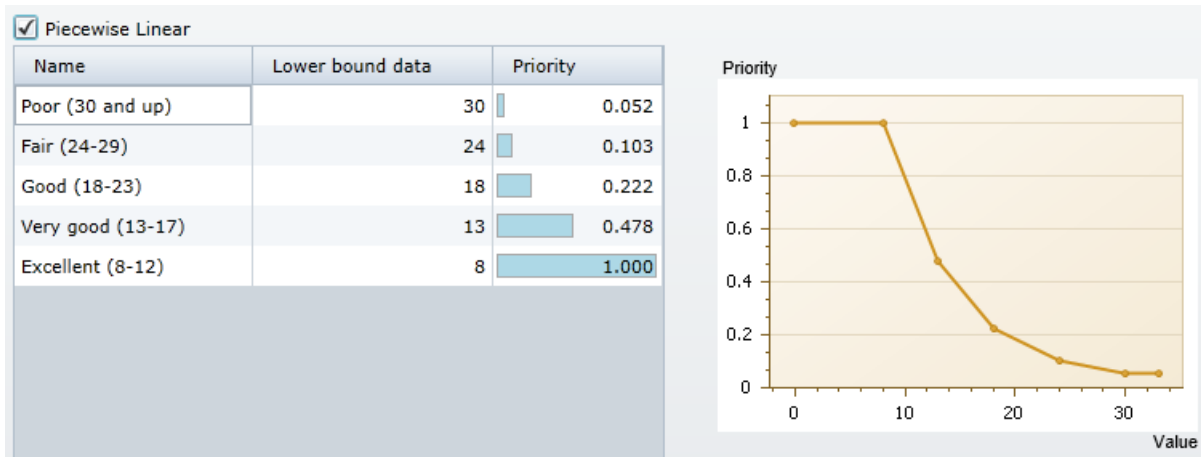 Piecewise Linear
Name Lower bound data Priority
Poor (30 and up) 30 0.052
Fair (24-29) 24 0.103
Good (18-23) 18 0.222
Very good (13-17) 13 0.478
Excellent (8-12) 8 1.000
Priority
1
0.8
0.6
0.4
0.2
0
0 10 20 30
Value